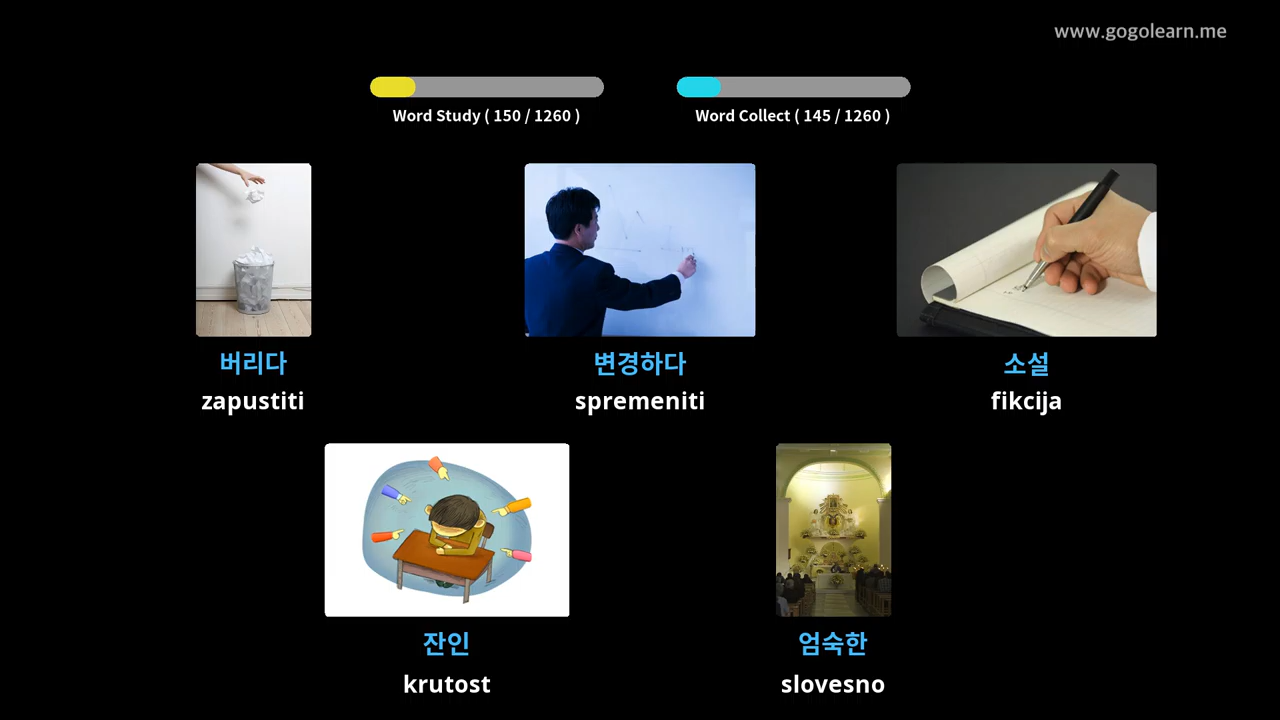 www.gogolearn.me
Word Study ( 150 / 1260 )
Word Collect ( 145 / 1260 )
버리다
zapustiti
변경하다
spremeniti
소설
fikcija
잔인
krutost
엄숙한
slovesno